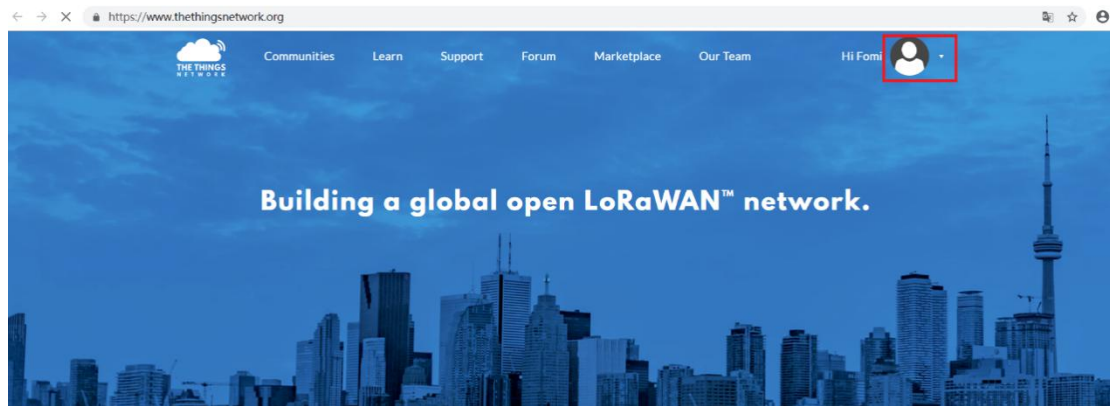 https://www.thethingsnetwork.org
THE THINGS
NETWORK
Communities Learn Support Forum Marketplace Our Team Hi Fomi
Building a global open LoRaWAN™ network.